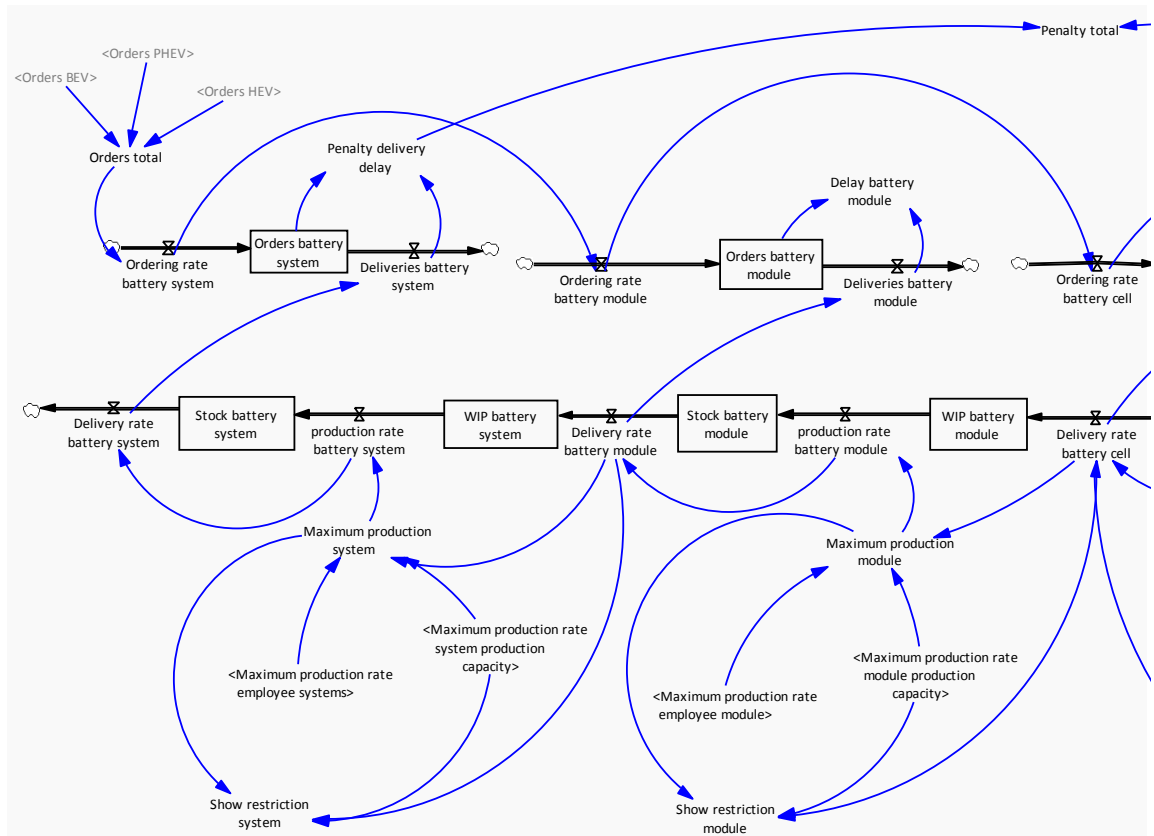 Penalty total
<Orders PHEV>
<Orders BEV>
<Orders HEV>
Orders total
Penalty delivery
delay
Delay battery
module
Orders battery
system
Ordering rate
battery system
Deliveries battery
system
Ordering rate
battery module
Orders battery
module
Deliveries battery
module
Ordering rate
battery cell
Delivery rate
battery system
Stock battery
system
production rate
battery system
WIP battery
system
Delivery rate
battery module
Stock battery
module
production rate
battery module
WIP battery
module
Delivery rate
battery cell
Maximum production
system
Maximum production
module
<Maximum production rate
system production
capacity>
<Maximum production rate
employee systems>
<Maximum production rate
module production
capacity>
<Maximum production rate
employee module>
Show restriction
system
Show restriction
module